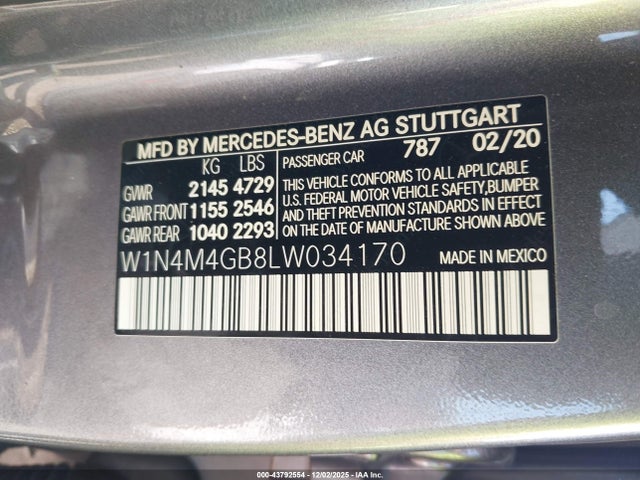 MFD BY MERCEDES-BENZ AG STUTTGART
KG LBS
GVWR 2145 4729
GAWR FRONT 1155 2546
GAWR REAR 1040 2293
PASSENGER CAR 787 02/20
THIS VEHICLE CONFORMS TO ALL APPLICABLE
U.S. FEDERAL MOTOR VEHICLE SAFETY, BUMPER
AND THEFT PREVENTION STANDARDS IN EFFECT
ON THE DATE OF MANUFACTURE SHOWN ABOVE.
W1N4M4GB8LW034170
MADE IN MEXICO
000-43792554 | 12/02/2025 - IAA Inc.